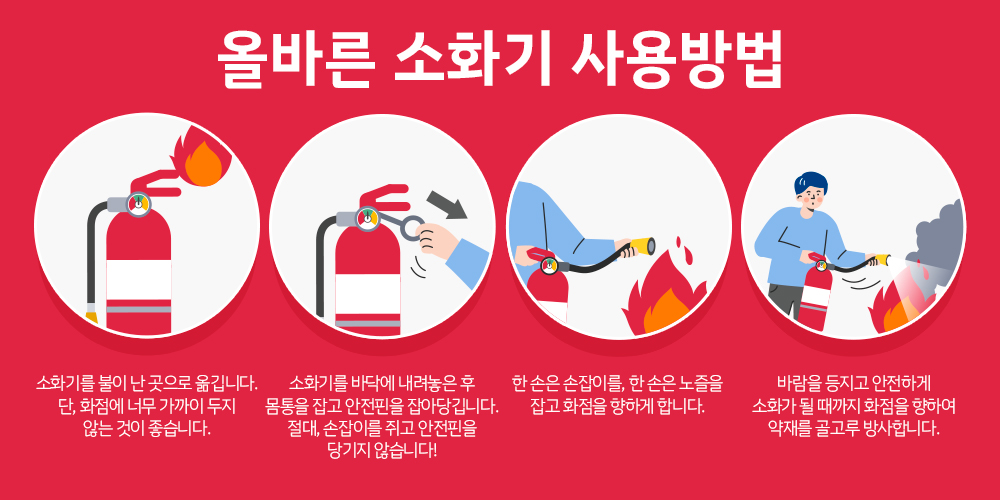 올바른 소화기 사용방법
소화기를 불이 난 곳으로 옮깁니다.
단, 화점에 너무 가까이 두지
않는 것이 좋습니다.
소화기를 바닥에 내려놓은 후
몸통을 잡고 안전핀을 잡아당깁니다.
절대, 손잡이를 쥐고 안전핀을
당기지 않습니다!
한 손은 손잡이를, 한 손은 노즐을
잡고 화점을 향하게 합니다.
바람을 등지고 안전하게
소화가 될 때까지 화점을 향하여
약재를 골고루 방사합니다.